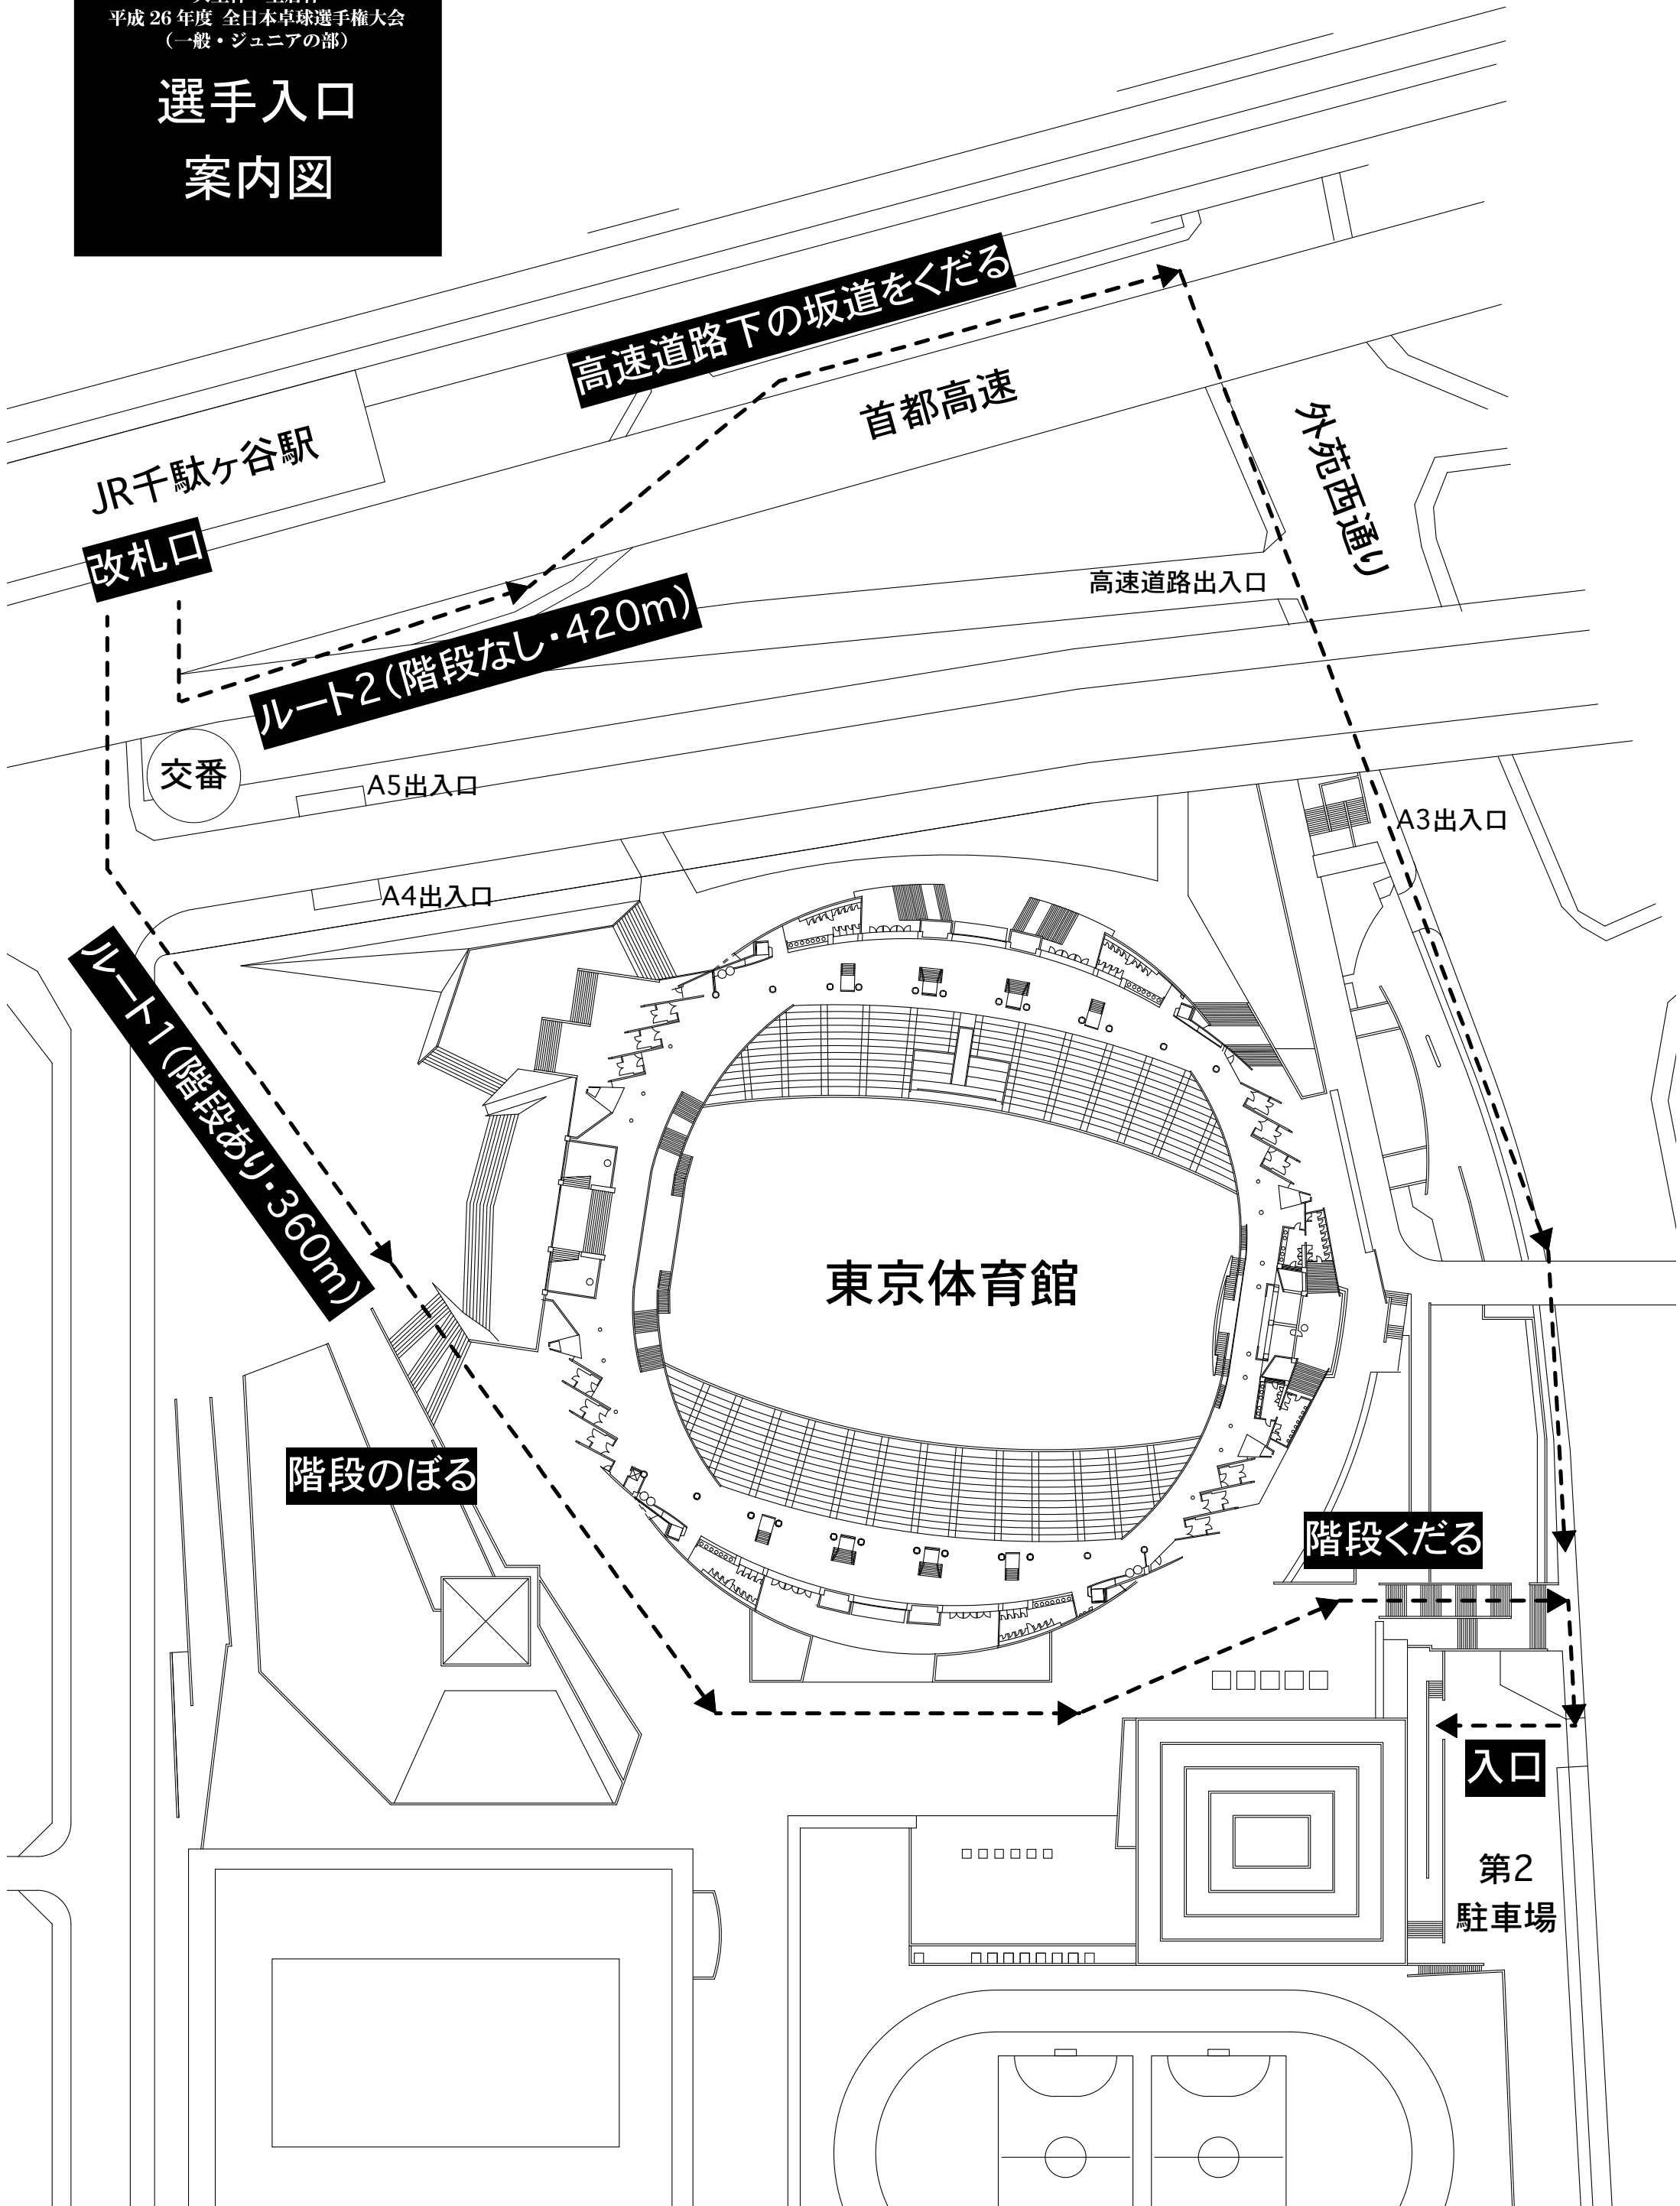 平成 26 年度 全日本卓球選手権大会
（一般・ジュニアの部）
選手入口
案内図
高速道路下の坂道をくだる
首都高速
JR千駄ヶ谷駅
外苑西通り
改札口
高速道路出入口
ルート2（階段なし・420m）
交番
A5出入口
A3出入口
A4出入口
ルート1（階段あり・360m）
東京体育館
階段のぼる
階段くだる
入口
第2
駐車場